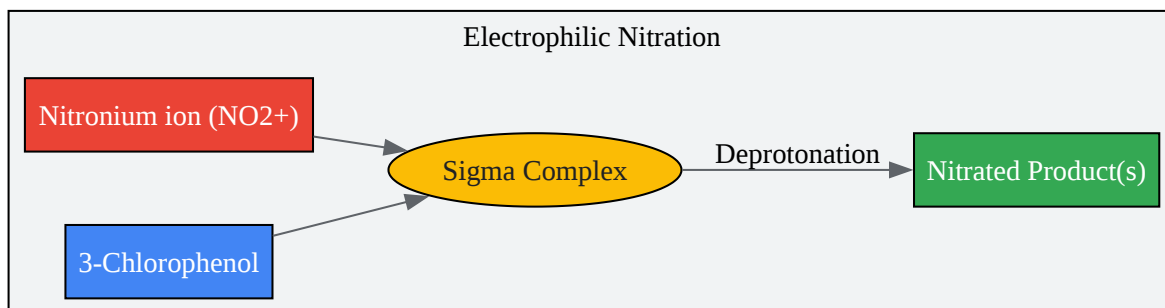 Electrophilic Nitration
Nitronium ion (NO2+)
3-Chlorophenol
Sigma Complex
Deprotonation
Nitrated Product(s)